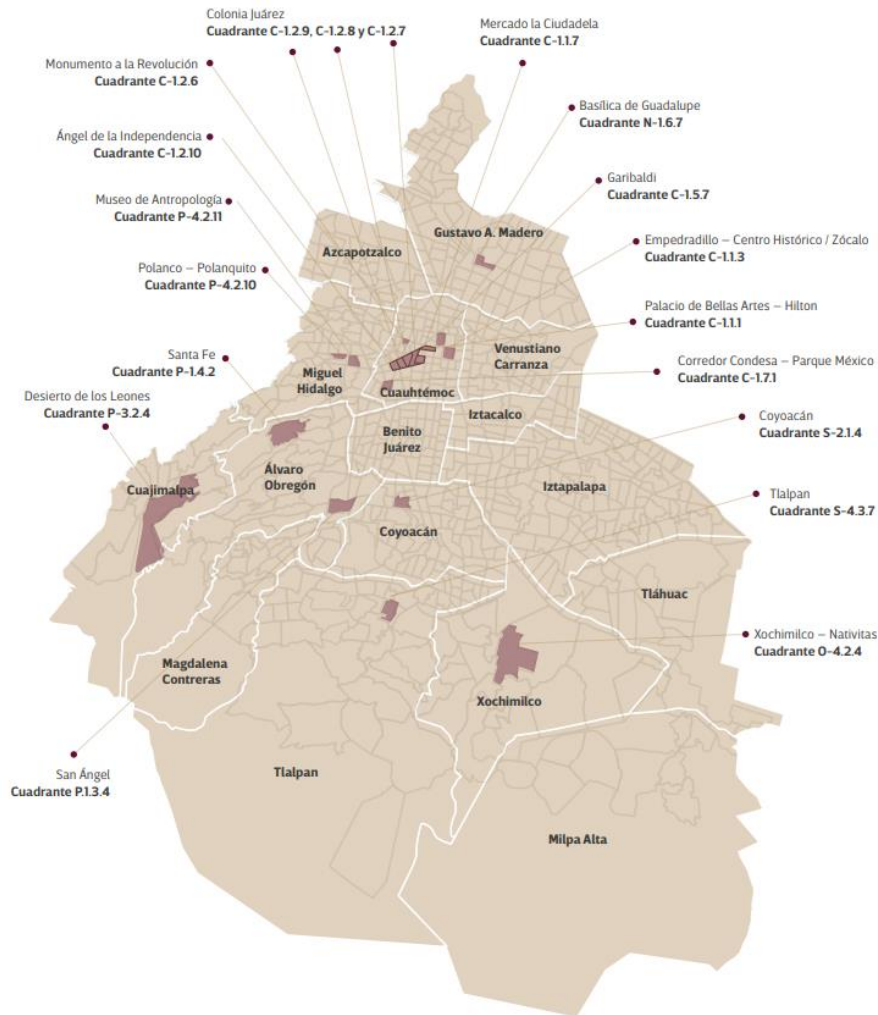 Colonia Juárez
Cuadrante C-1.2.9, C-1.2.8 y C-1.2.7
Mercado la Ciudadela
Cuadrante C-1.1.7
Monumento a la Revolución
Cuadrante C-1.2.6
Basílica de Guadalupe
Cuadrante N-1.6.7
Ángel de la Independencia
Cuadrante C-1.2.10
Garibaldi
Cuadrante C-1.5.7
Museo de Antropología
Cuadrante P-4.2.11
Gustavo A. Madero
Empedradillo – Centro Histórico / Zócalo
Cuadrante C-1.1.3
Azcapotzalco
Polanco – Polanquito
Cuadrante P-4.2.10
Palacio de Bellas Artes – Hilton
Cuadrante C-1.1.1
Santa Fe
Cuadrante P-1.4.2
Venustiano
Carranza
Corredor Condesa – Parque México
Cuadrante C-1.7.1
Miguel
Hidalgo
Cuauhtémoc
Desierto de los Leones
Cuadrante P-3.2.4
Iztacalco
Coyoacán
Cuadrante S-2.1.4
Benito
Juárez
Álvaro
Obregón
Cuajimalpa
Iztapalapa
Tlalpan
Cuadrante S-4.3.7
Coyoacán
Tláhuac
Xochimilco – Nativitas
Cuadrante O-4.2.4
Magdalena
Contreras
Xochimilco
San Ángel
Cuadrante P.1.3.4
Tlalpan
Milpa Alta